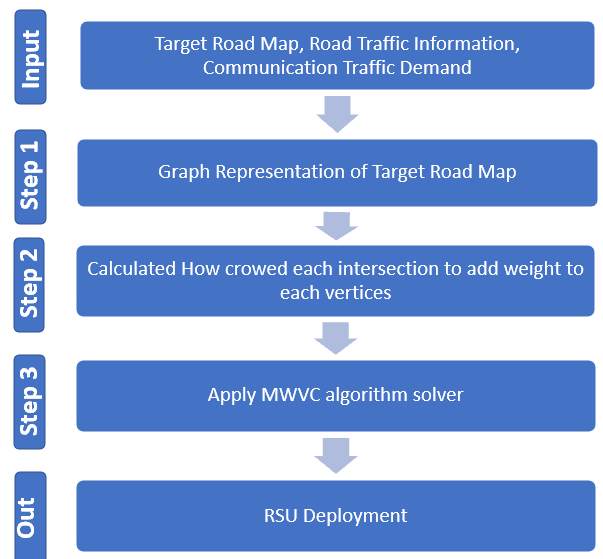 Input
Target Road Map, Road Traffic Information,
Communication Traffic Demand
Step 1
Graph Representation of Target Road Map
Step 2
Calculated How crowed each intersection to add weight to
each vertices
Step 3
Apply MWVC algorithm solver
Out
RSU Deployment